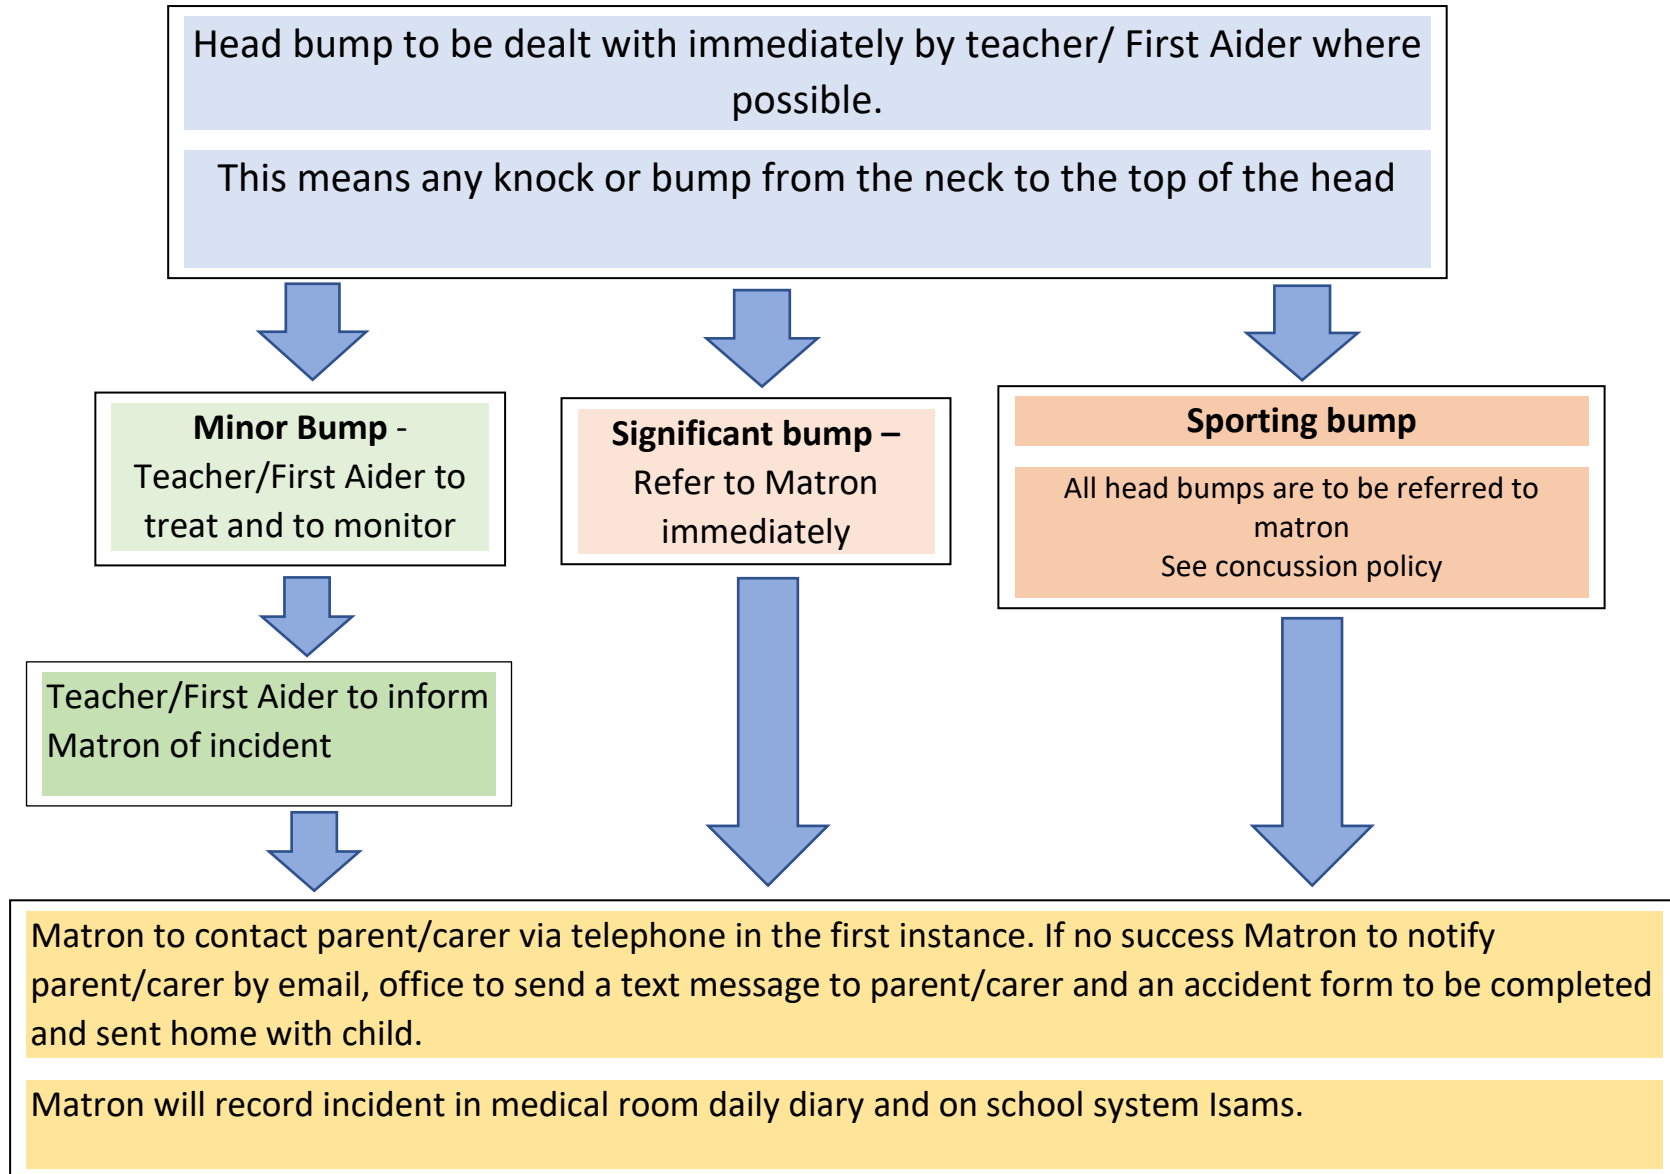 Head bump to be dealt with immediately by teacher/ First Aider where
possible.
This means any knock or bump from the neck to the top of the head
Minor Bump -
Teacher/First Aider to
treat and to monitor
Significant bump –
Refer to Matron
immediately
Sporting bump
All head bumps are to be referred to
matron
See concussion policy
Teacher/First Aider to inform
Matron of incident
Matron to contact parent/carer via telephone in the first instance. If no success Matron to notify
parent/carer by email, office to send a text message to parent/carer and an accident form to be completed
and sent home with child.
Matron will record incident in medical room daily diary and on school system Isams.